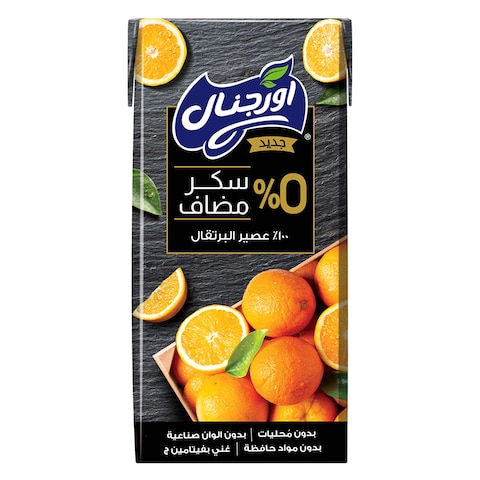 اورجنال
®
جديد
0%
سكر
مضاف
١٠٠٪ عصير البرتقال
بدون مُحليات | بدون الوان صناعية
بدون مواد حافظة | غني بفيتامين ج